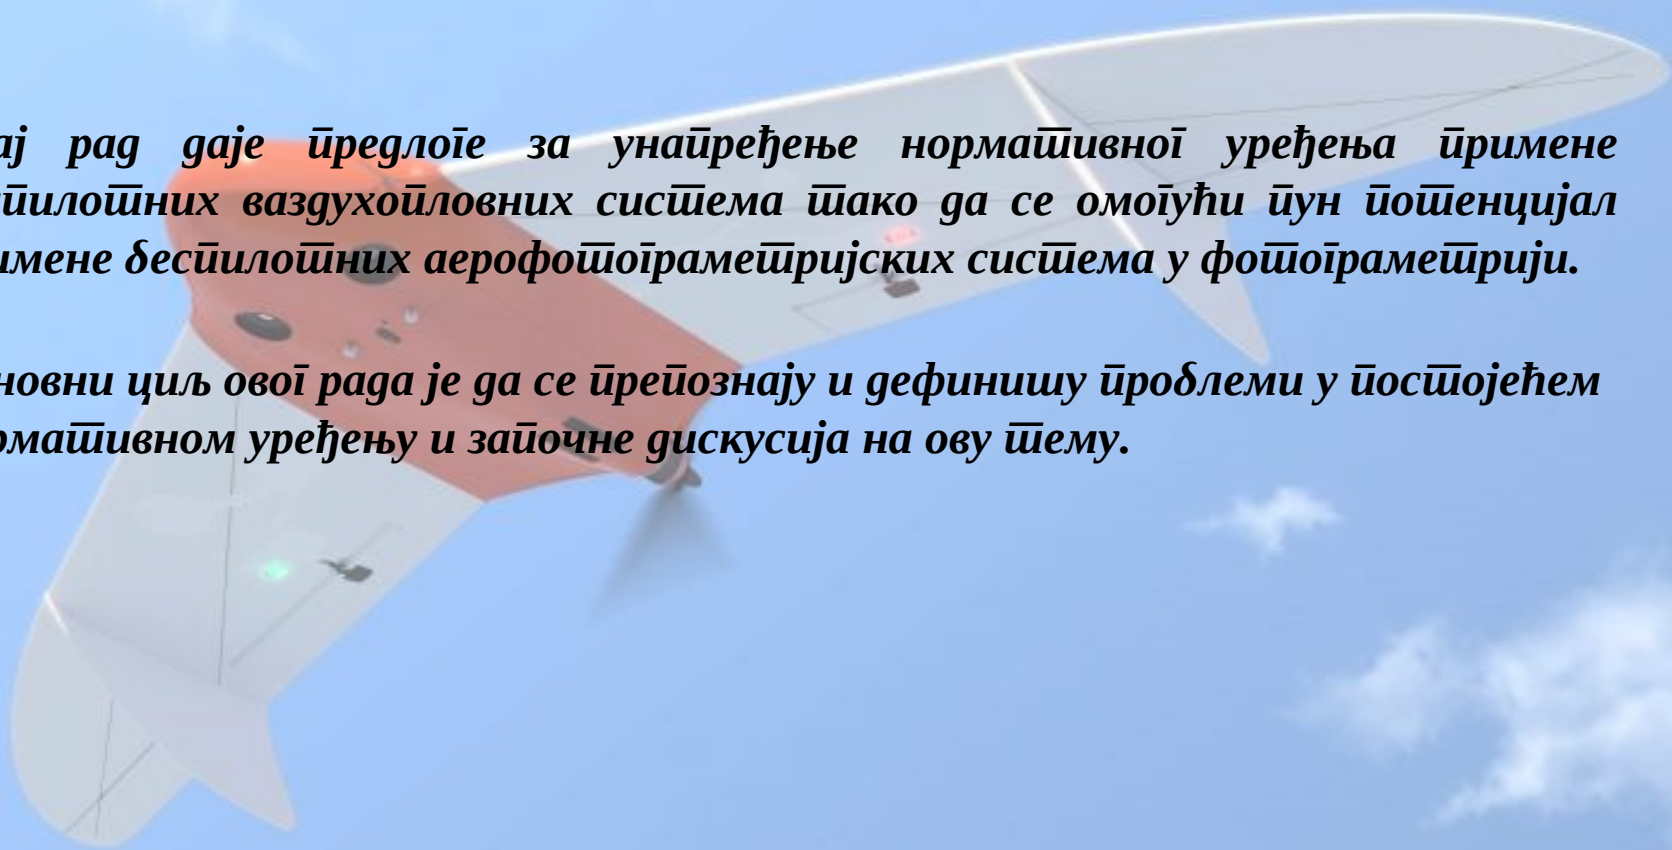 ај рад даје предлоге за унапређење нормативног уређења примене
пилотних ваздухопловних система тако да се омогући пун потенцијал
имене беспилотних аерофотограметријских система у фотограметрији.
новни циљ овог рада је да се препознају и дефинишу проблеми у постојећем
рмативном уређењу и започне дискусија на ову тему.